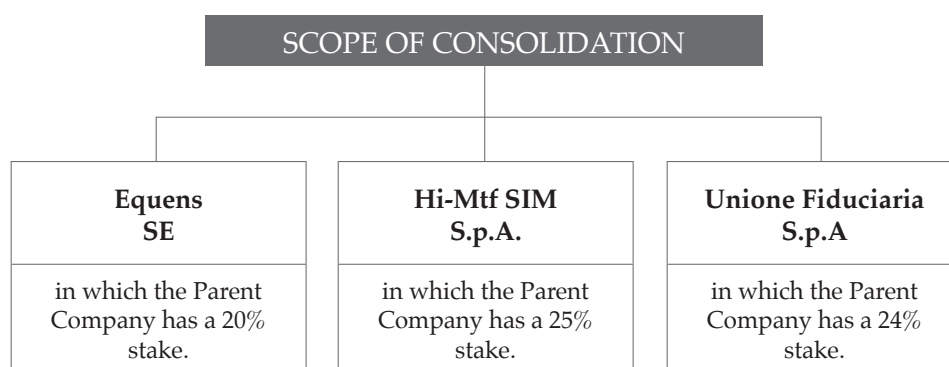 SCOPE OF CONSOLIDATION
Equens
SE
in which the Parent
Company has a 20%
stake.
Hi-Mtf SIM
S.p.A.
in which the Parent
Company has a 25%
stake.
Unione Fiduciaria
S.p.A
in which the Parent
Company has a 24%
stake.